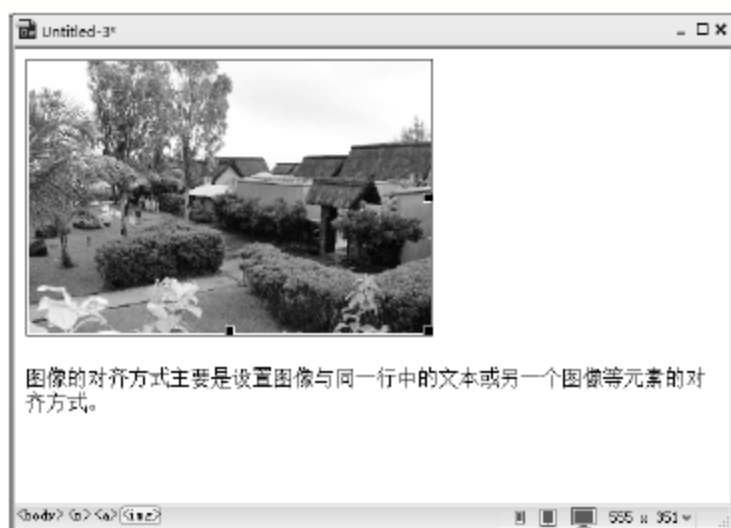 Untitled-3*
图像的对齐方式主要是设置图像与同一行中的文本或另一个图像等元素的对
齐方式。
<body> <p> <a> <img> 555 x 351